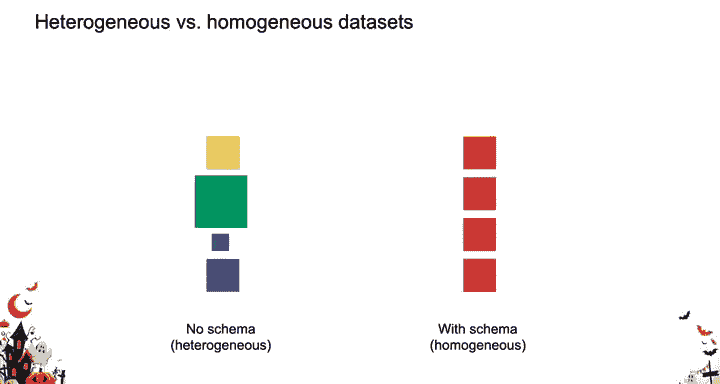 Heterogeneous vs. homogeneous datasets
No schema
(heterogeneous)
With schema
(homogeneous)